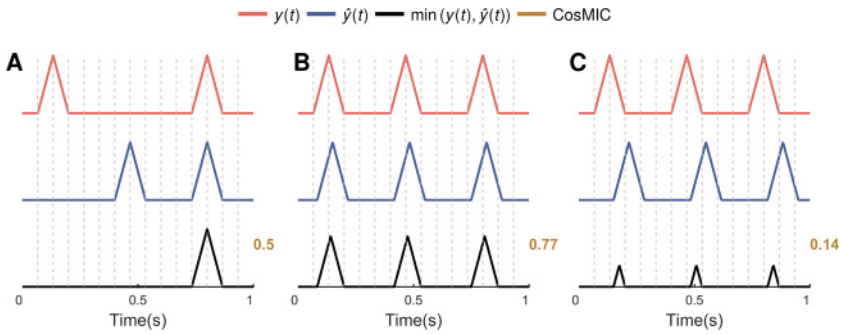 y(t) ŷ(t) min (y(t), ŷ(t)) CosMIC
A B C
0.5 0.77 0.14
0 0.5 1 0 0.5 1 0 0.5 1
Time(s) Time(s) Time(s)